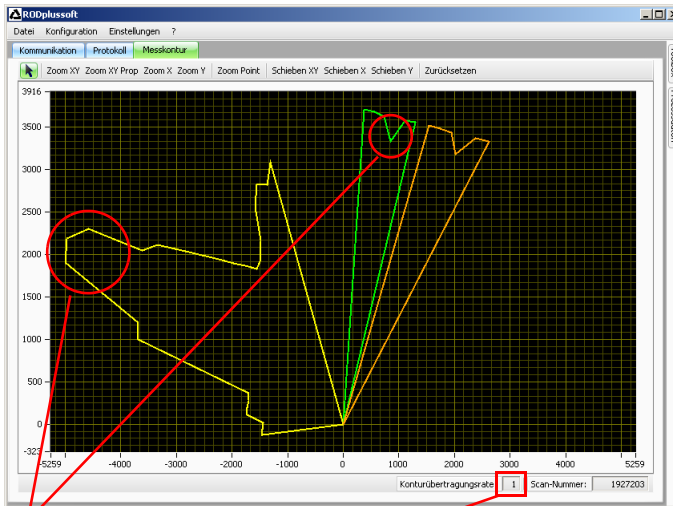 RODplussoft
Datei Konfiguration Einstellungen ?
Kommunikation Protokoll Messkontur
Zoom XY Zoom XY Prop Zoom X Zoom Y Zoom Point Schieben XY Schieben X Schieben Y Zurücksetzen
3916
3500
3000
2500
2000
1500
1000
500
0
-323
-5259 -4000 -3000 -2000 -1000 0 1000 2000 3000 4000 5259
Konturübertragungsrate 1 Scan-Nummer: 1927203